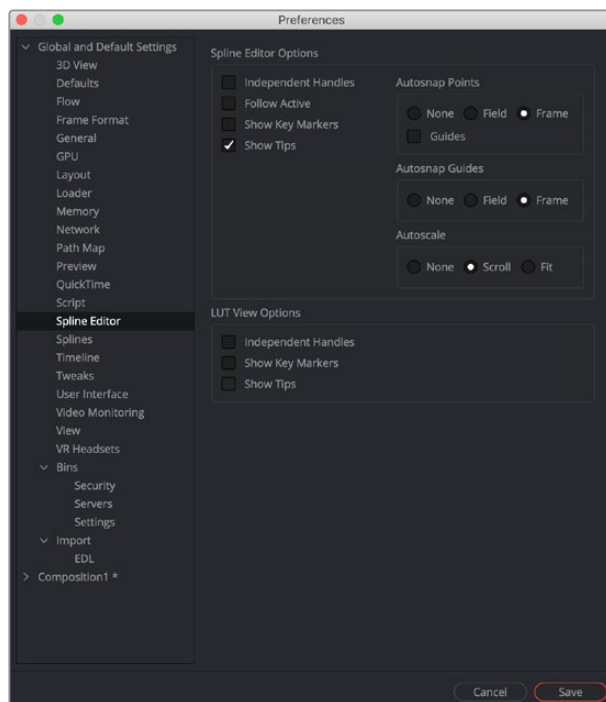 Preferences
Global and Default Settings
3D View
Defaults
Flow
Frame Format
General
GPU
Layout
Loader
Memory
Network
Path Map
Preview
QuickTime
Script
Spline Editor
Splines
Timeline
Tweaks
User Interface
Video Monitoring
View
VR Headsets
Bins
Security
Servers
Settings
Import
EDL
Composition1 *
Spline Editor Options
Independent Handles
Follow Active
Show Key Markers
Show Tips
Autosnap Points
None Field Frame
Guides
Autosnap Guides
None Field Frame
Autoscale
None Scroll Fit
LUT View Options
Independent Handles
Show Key Markers
Show Tips
Cancel Save